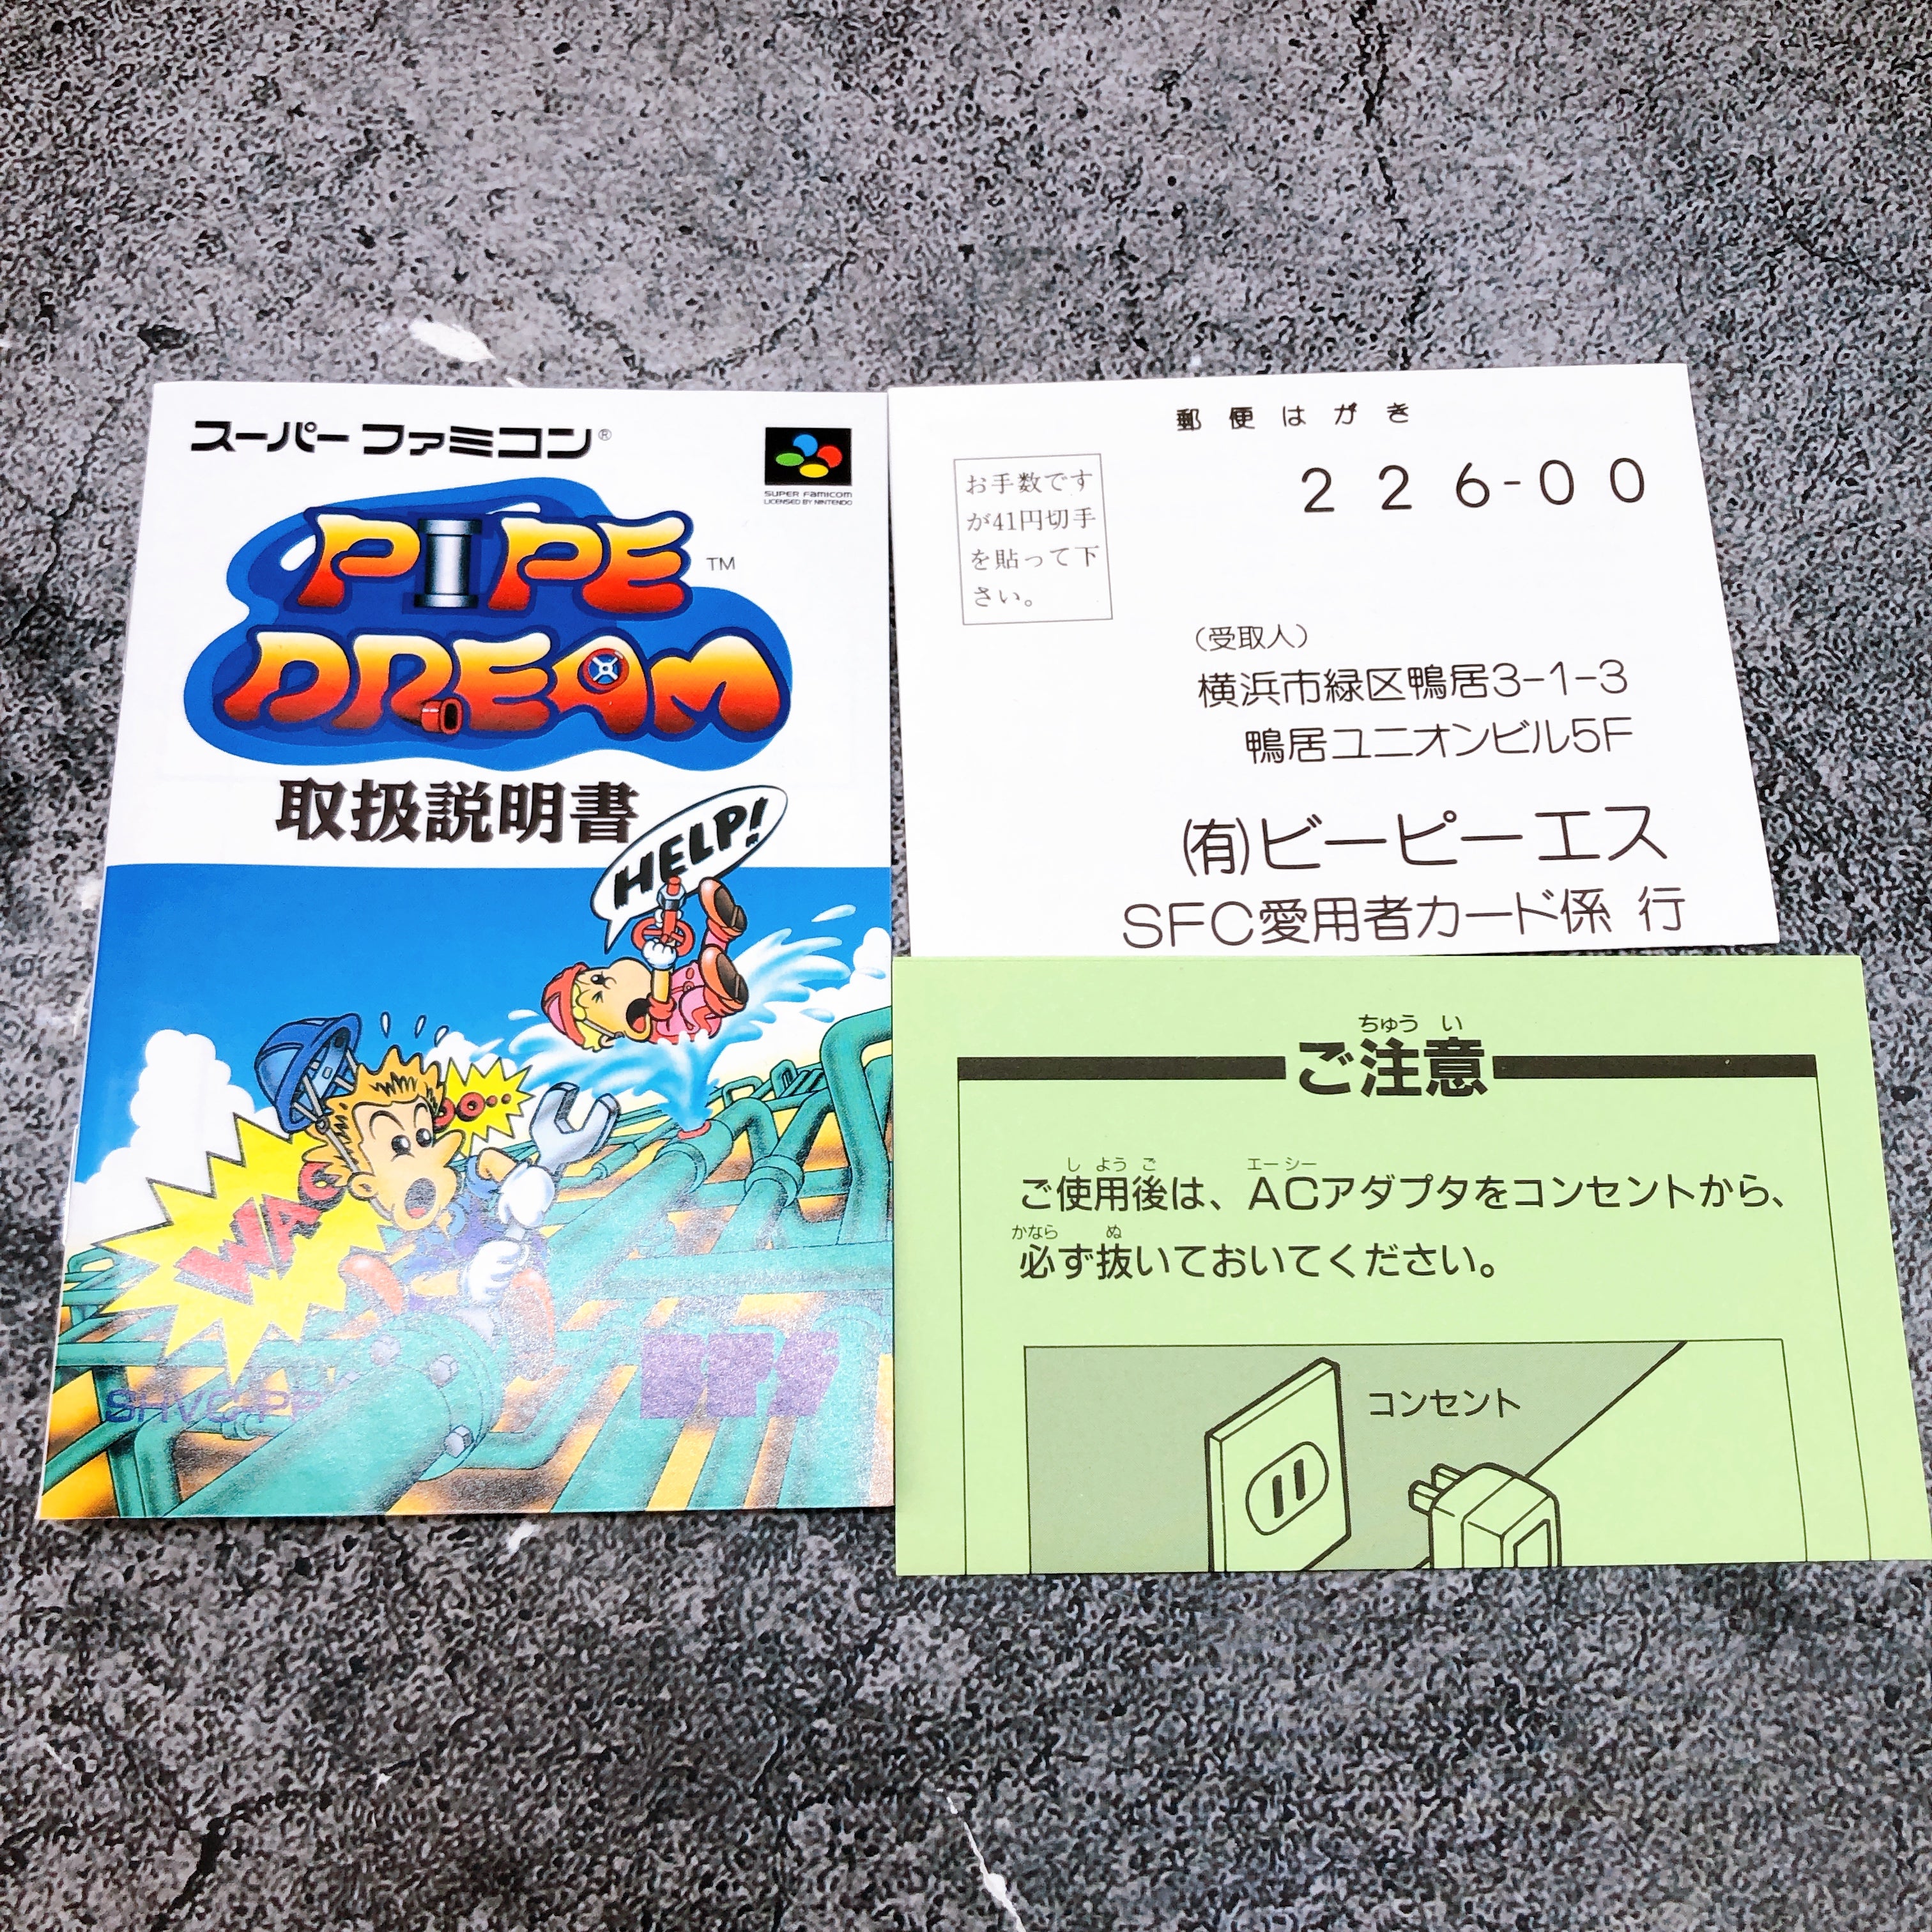 スーパーファミコン®
SUPER FAMICOM
LICENSED BY NINTENDO
PIPE TM
DREAM
取扱説明書
HELP!
SHVC-PP
BPS
郵便はがき
お手数です
が41円切手
を貼って下
さい。
226-00
(受取人)
横浜市緑区鴨居3-1-3
鴨居ユニオンビル5F
(有)ビーピーエス
SFC愛用者カード係 行
ちゅう い
ご注意
し よう ご エーシー
ご使用後は、ACアダプタをコンセントから、
かなら ぬ
必ず抜いておいてください。
コンセント